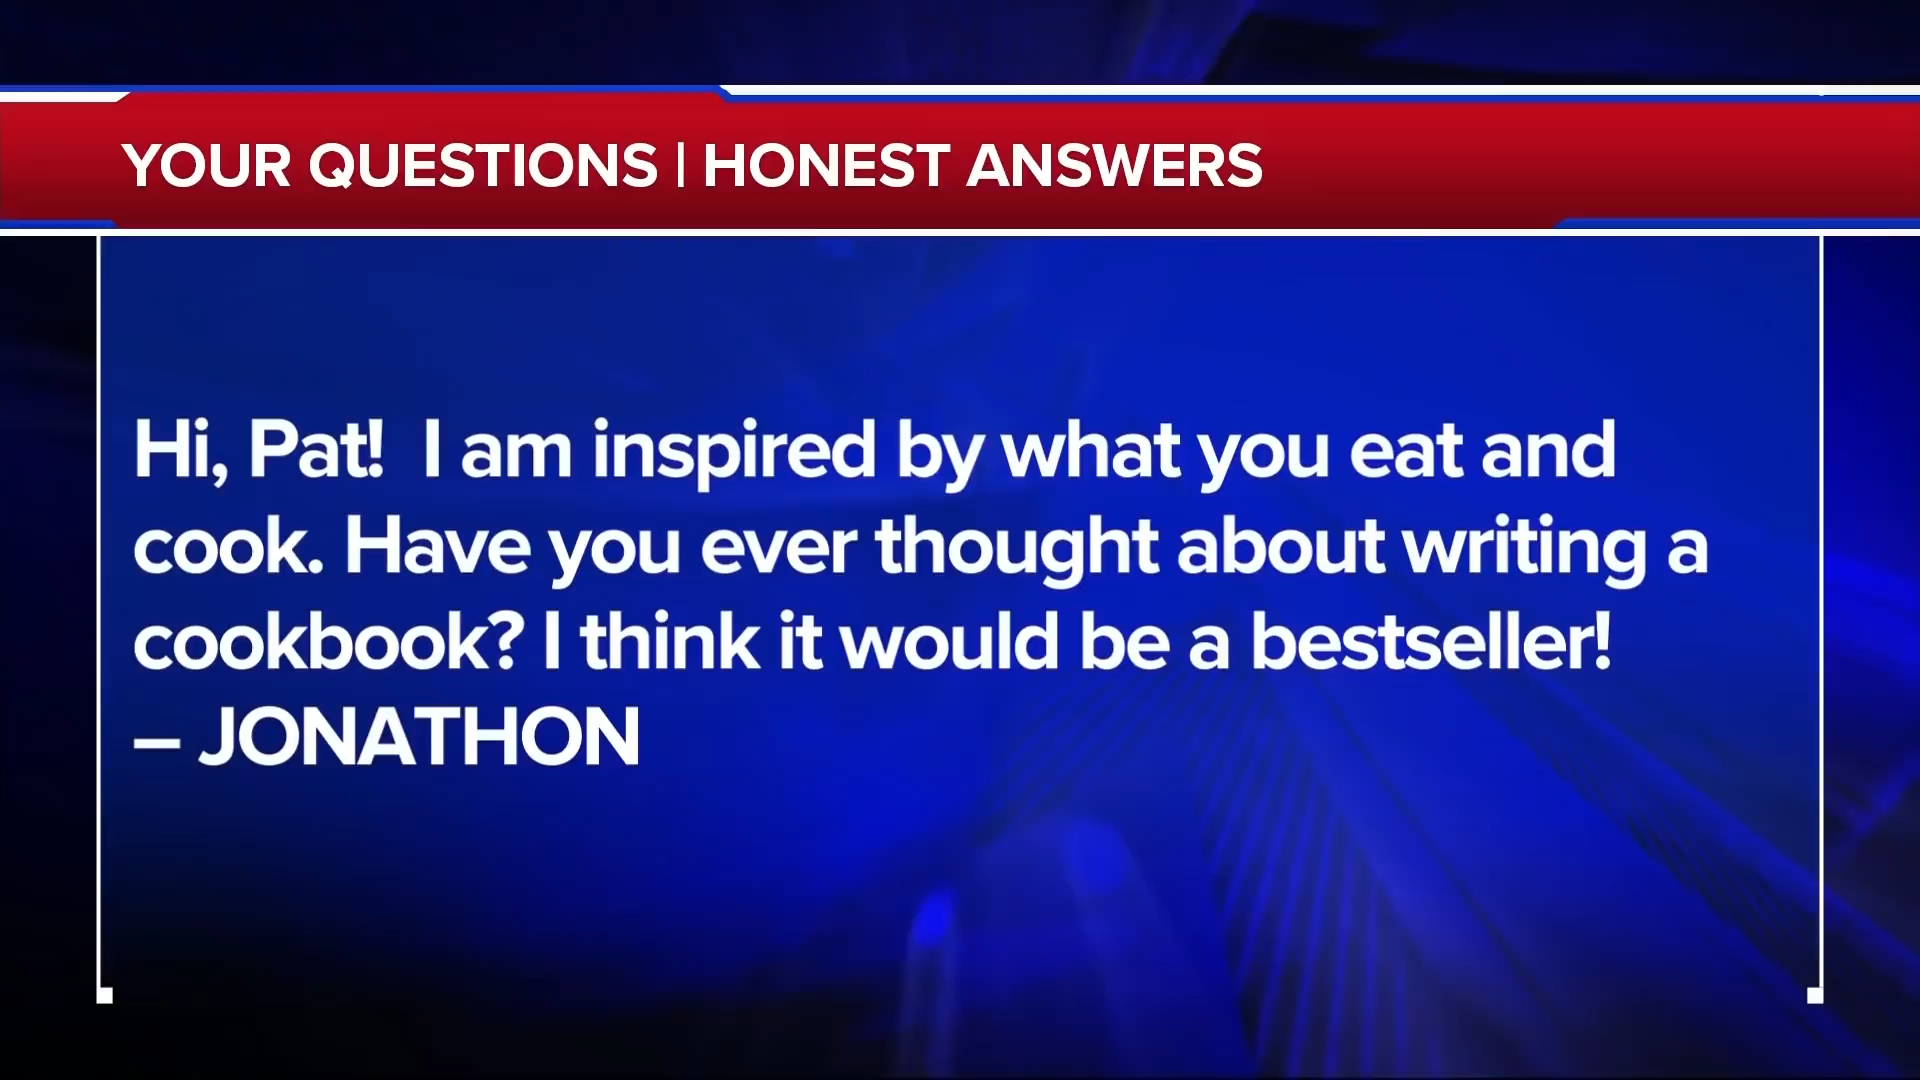 YOUR QUESTIONS | HONEST ANSWERS
Hi, Pat!  I am inspired by what you eat and
cook. Have you ever thought about writing a
cookbook? I think it would be a bestseller!
– JONATHON